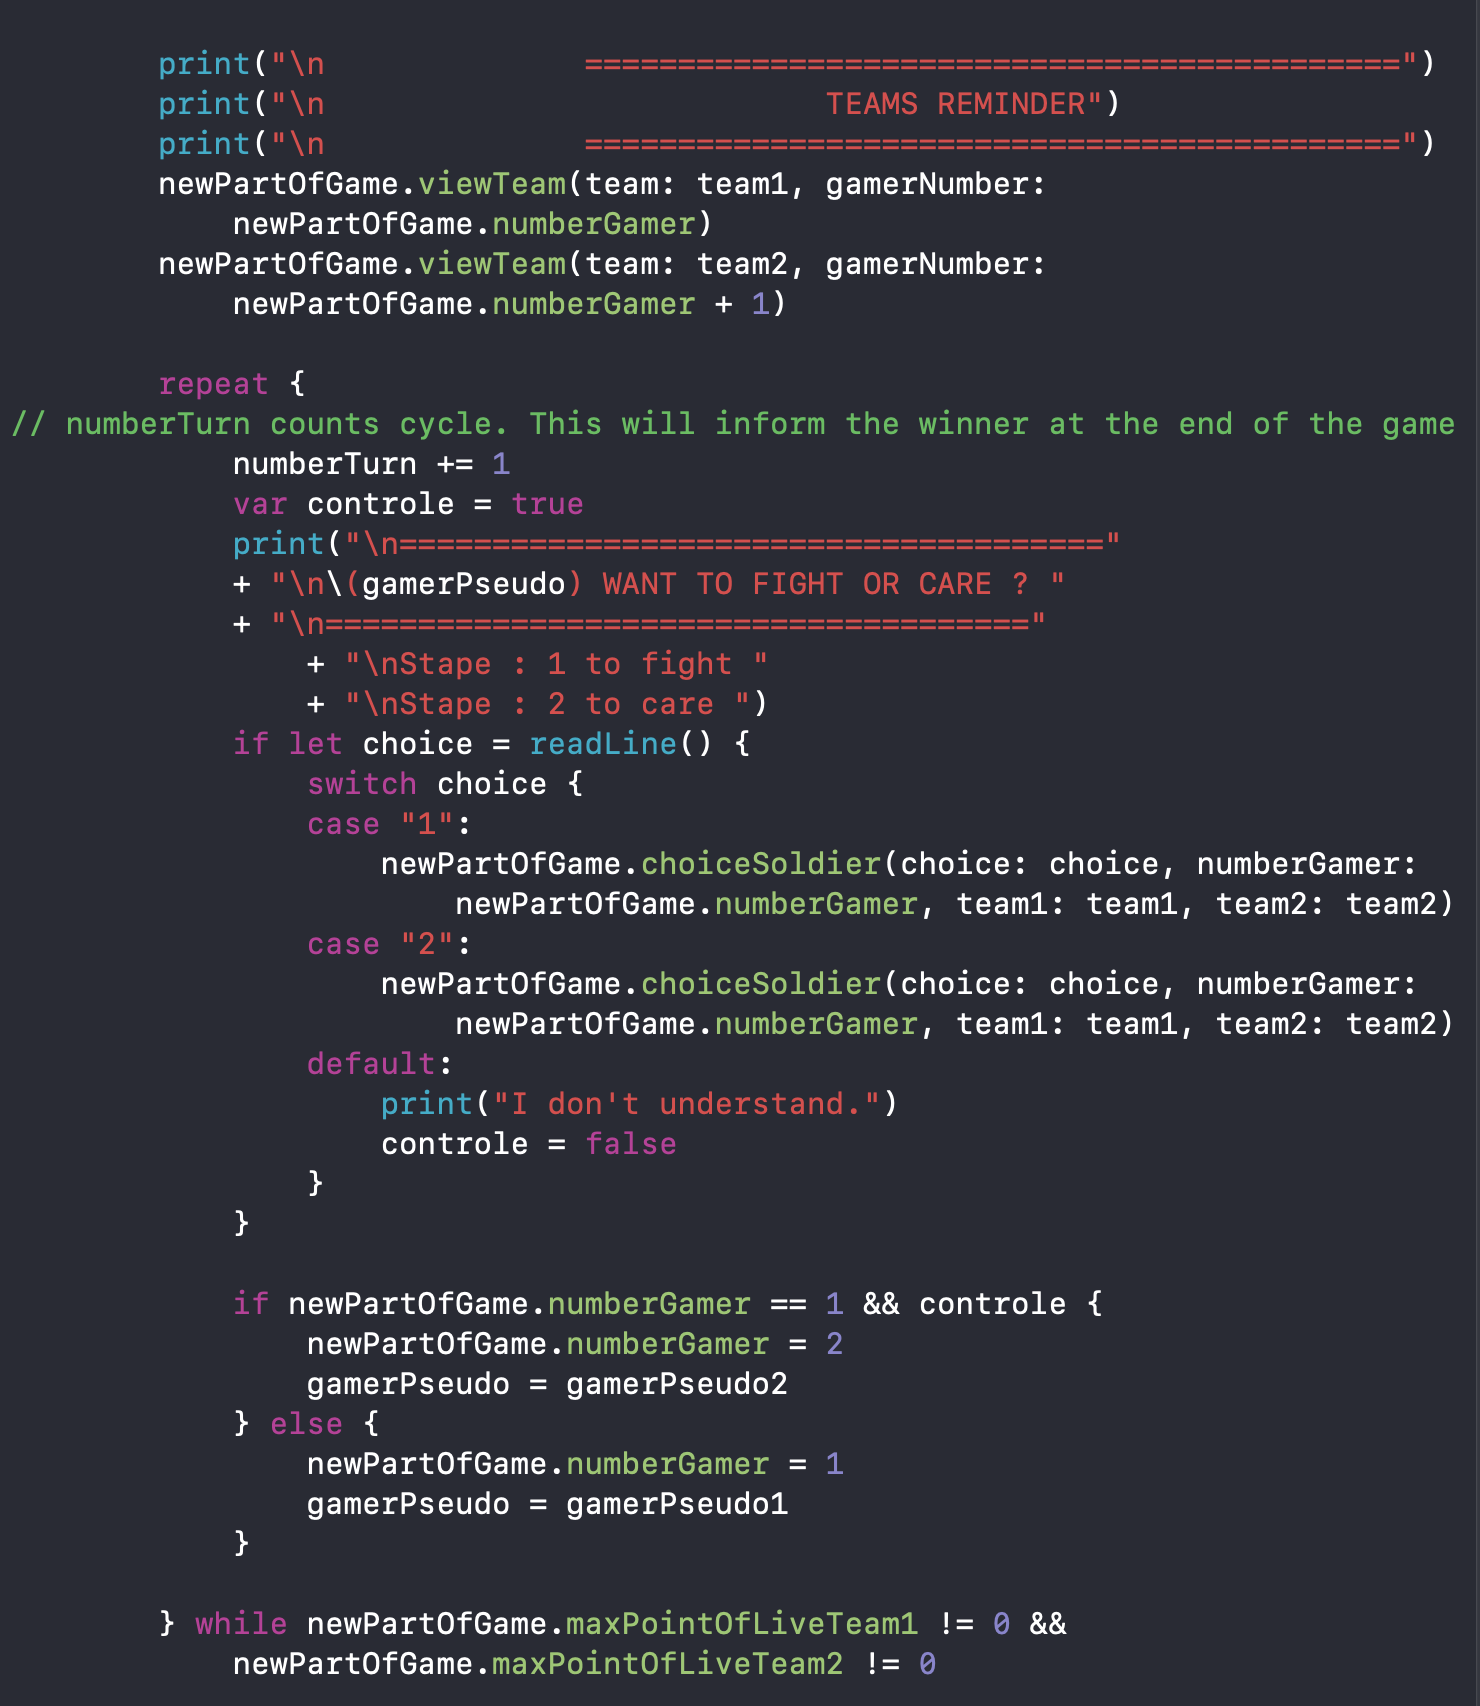 print("\n              ============================================")
print("\n                           TEAMS REMINDER")
print("\n              ============================================")
newPartOfGame.viewTeam(team: team1, gamerNumber:
newPartOfGame.numberGamer)
newPartOfGame.viewTeam(team: team2, gamerNumber:
newPartOfGame.numberGamer + 1)
repeat {
// numberTurn counts cycle. This will inform the winner at the end of the game
numberTurn += 1
var controle = true
print("\n======================================"
+ "\n\(gamerPseudo) WANT TO FIGHT OR CARE ? "
+ "\n======================================"
+ "\nStape : 1 to fight "
+ "\nStape : 2 to care ")
if let choice = readLine() {
switch choice {
case "1":
newPartOfGame.choiceSoldier(choice: choice, numberGamer:
newPartOfGame.numberGamer, team1: team1, team2: team2)
case "2":
newPartOfGame.choiceSoldier(choice: choice, numberGamer:
newPartOfGame.numberGamer, team1: team1, team2: team2)
default:
print("I don't understand.")
controle = false
}
}
if newPartOfGame.numberGamer == 1 && controle {
newPartOfGame.numberGamer = 2
gamerPseudo = gamerPseudo2
} else {
newPartOfGame.numberGamer = 1
gamerPseudo = gamerPseudo1
}
} while newPartOfGame.maxPointOfLiveTeam1 != 0 &&
newPartOfGame.maxPointOfLiveTeam2 != 0